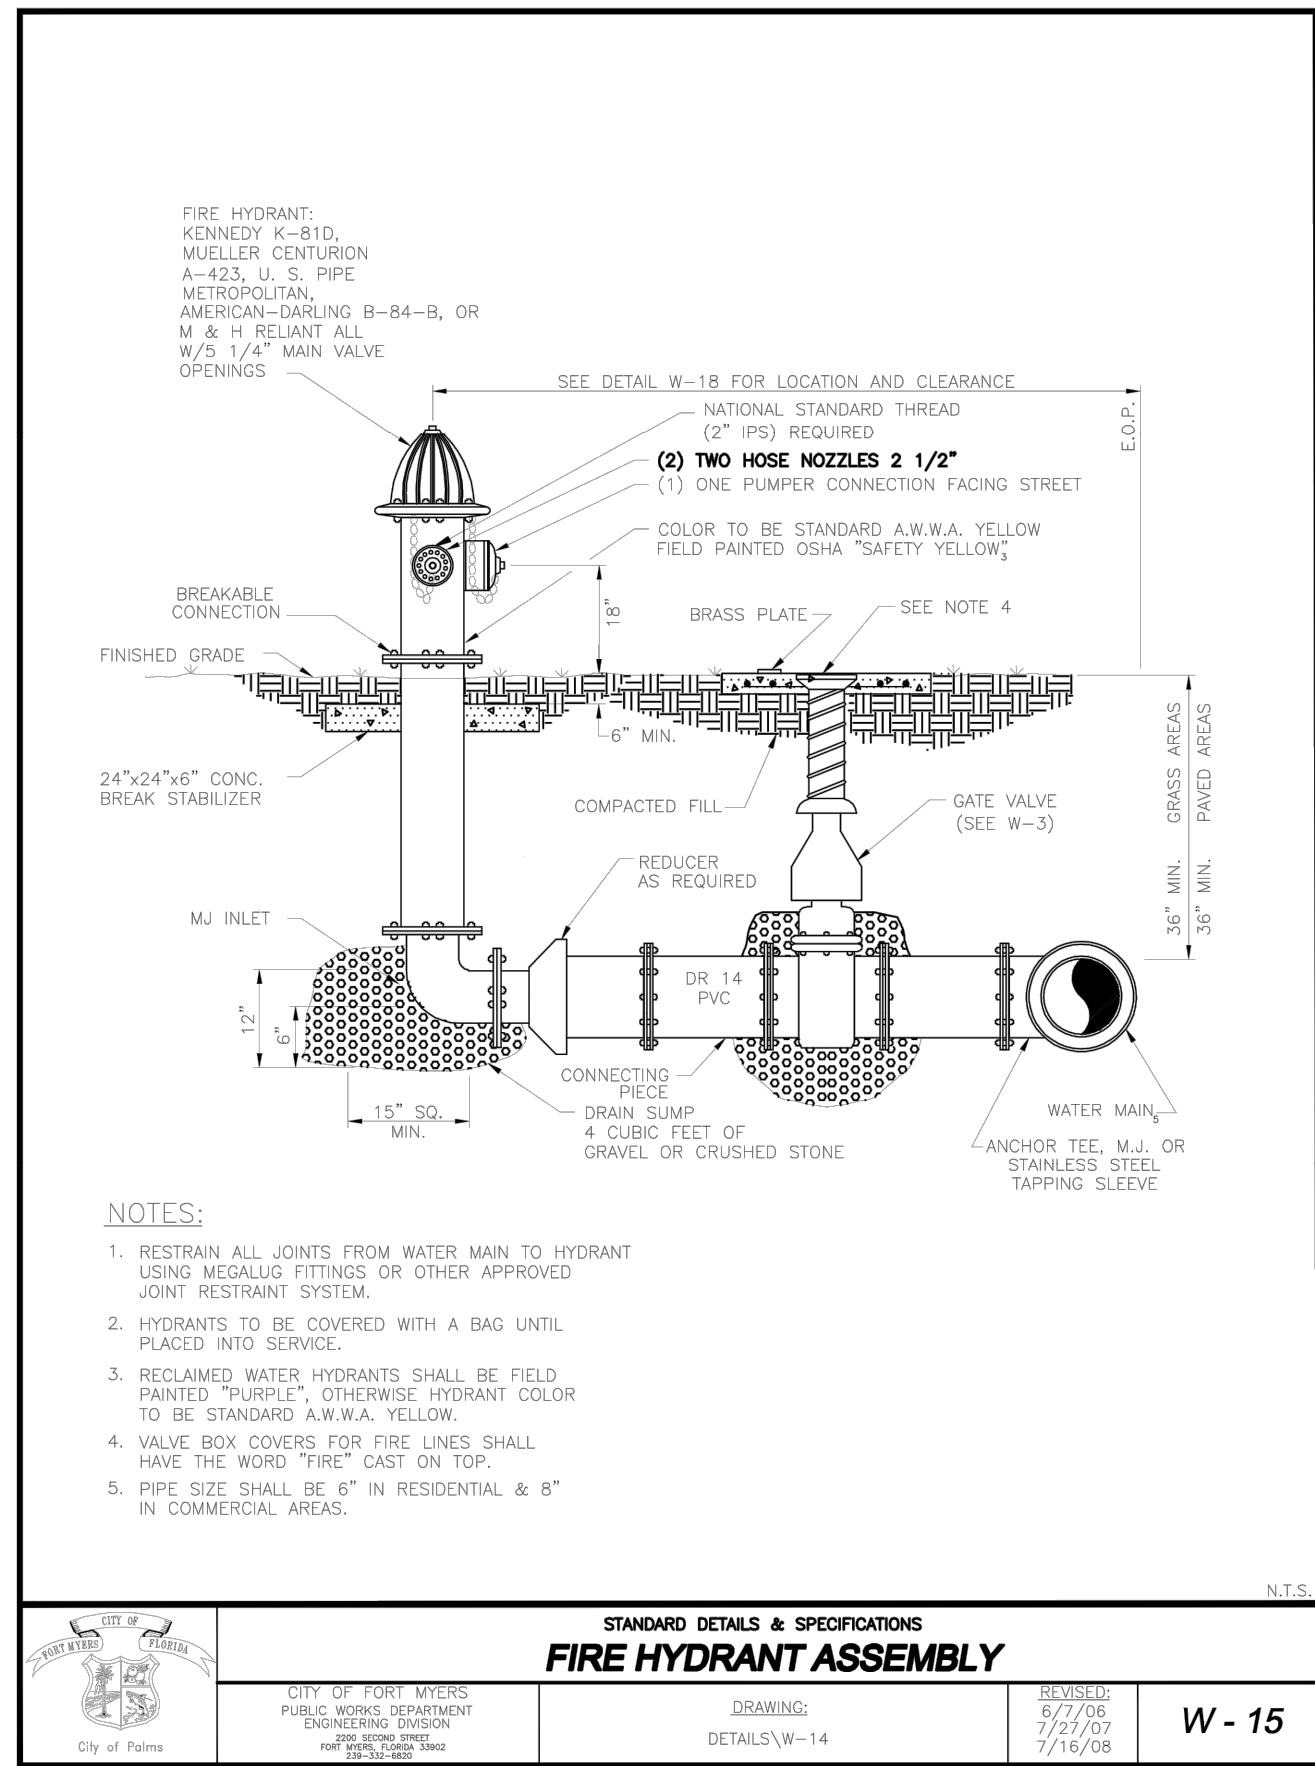 FIRE HYDRANT:
KENNEDY K-81D,
MUELLER CENTURION
A-423, U. S. PIPE
METROPOLITAN,
AMERICAN-DARLING B-84-B, OR
M & H RELIANT ALL
W/5 1/4" MAIN VALVE
OPENINGS
SEE DETAIL W-18 FOR LOCATION AND CLEARANCE
E.O.P.
NATIONAL STANDARD THREAD
(2" IPS) REQUIRED
(2) TWO HOSE NOZZLES 2 1/2"
(1) ONE PUMPER CONNECTION FACING STREET
COLOR TO BE STANDARD A.W.W.A. YELLOW
FIELD PAINTED OSHA "SAFETY YELLOW"3
BREAKABLE
CONNECTION
18"
BRASS PLATE
SEE NOTE 4
FINISHED GRADE
6" MIN.
24"x24"x6" CONC.
BREAK STABILIZER
COMPACTED FILL
GATE VALVE
(SEE W-3)
36" MIN. GRASS AREAS
36" MIN. PAVED AREAS
REDUCER
AS REQUIRED
MJ INLET
DR 14
PVC
12"
6"
15" SQ.
MIN.
CONNECTING
PIECE
DRAIN SUMP
4 CUBIC FEET OF
GRAVEL OR CRUSHED STONE
WATER MAIN5
ANCHOR TEE, M.J. OR
STAINLESS STEEL
TAPPING SLEEVE
NOTES:
1. RESTRAIN ALL JOINTS FROM WATER MAIN TO HYDRANT
USING MEGALUG FITTINGS OR OTHER APPROVED
JOINT RESTRAINT SYSTEM.
2. HYDRANTS TO BE COVERED WITH A BAG UNTIL
PLACED INTO SERVICE.
3. RECLAIMED WATER HYDRANTS SHALL BE FIELD
PAINTED "PURPLE", OTHERWISE HYDRANT COLOR
TO BE STANDARD A.W.W.A. YELLOW.
4. VALVE BOX COVERS FOR FIRE LINES SHALL
HAVE THE WORD "FIRE" CAST ON TOP.
5. PIPE SIZE SHALL BE 6" IN RESIDENTIAL & 8"
IN COMMERCIAL AREAS.
N.T.S.
CITY OF
FORT MYERS FLORIDA
City of Palms
STANDARD DETAILS & SPECIFICATIONS
FIRE HYDRANT ASSEMBLY
CITY OF FORT MYERS
PUBLIC WORKS DEPARTMENT
ENGINEERING DIVISION
2200 SECOND STREET
FORT MYERS, FLORIDA 33902
239-332-6820
DRAWING:
DETAILS\W-14
REVISED:
6/7/06
7/27/07
7/16/08
W - 15